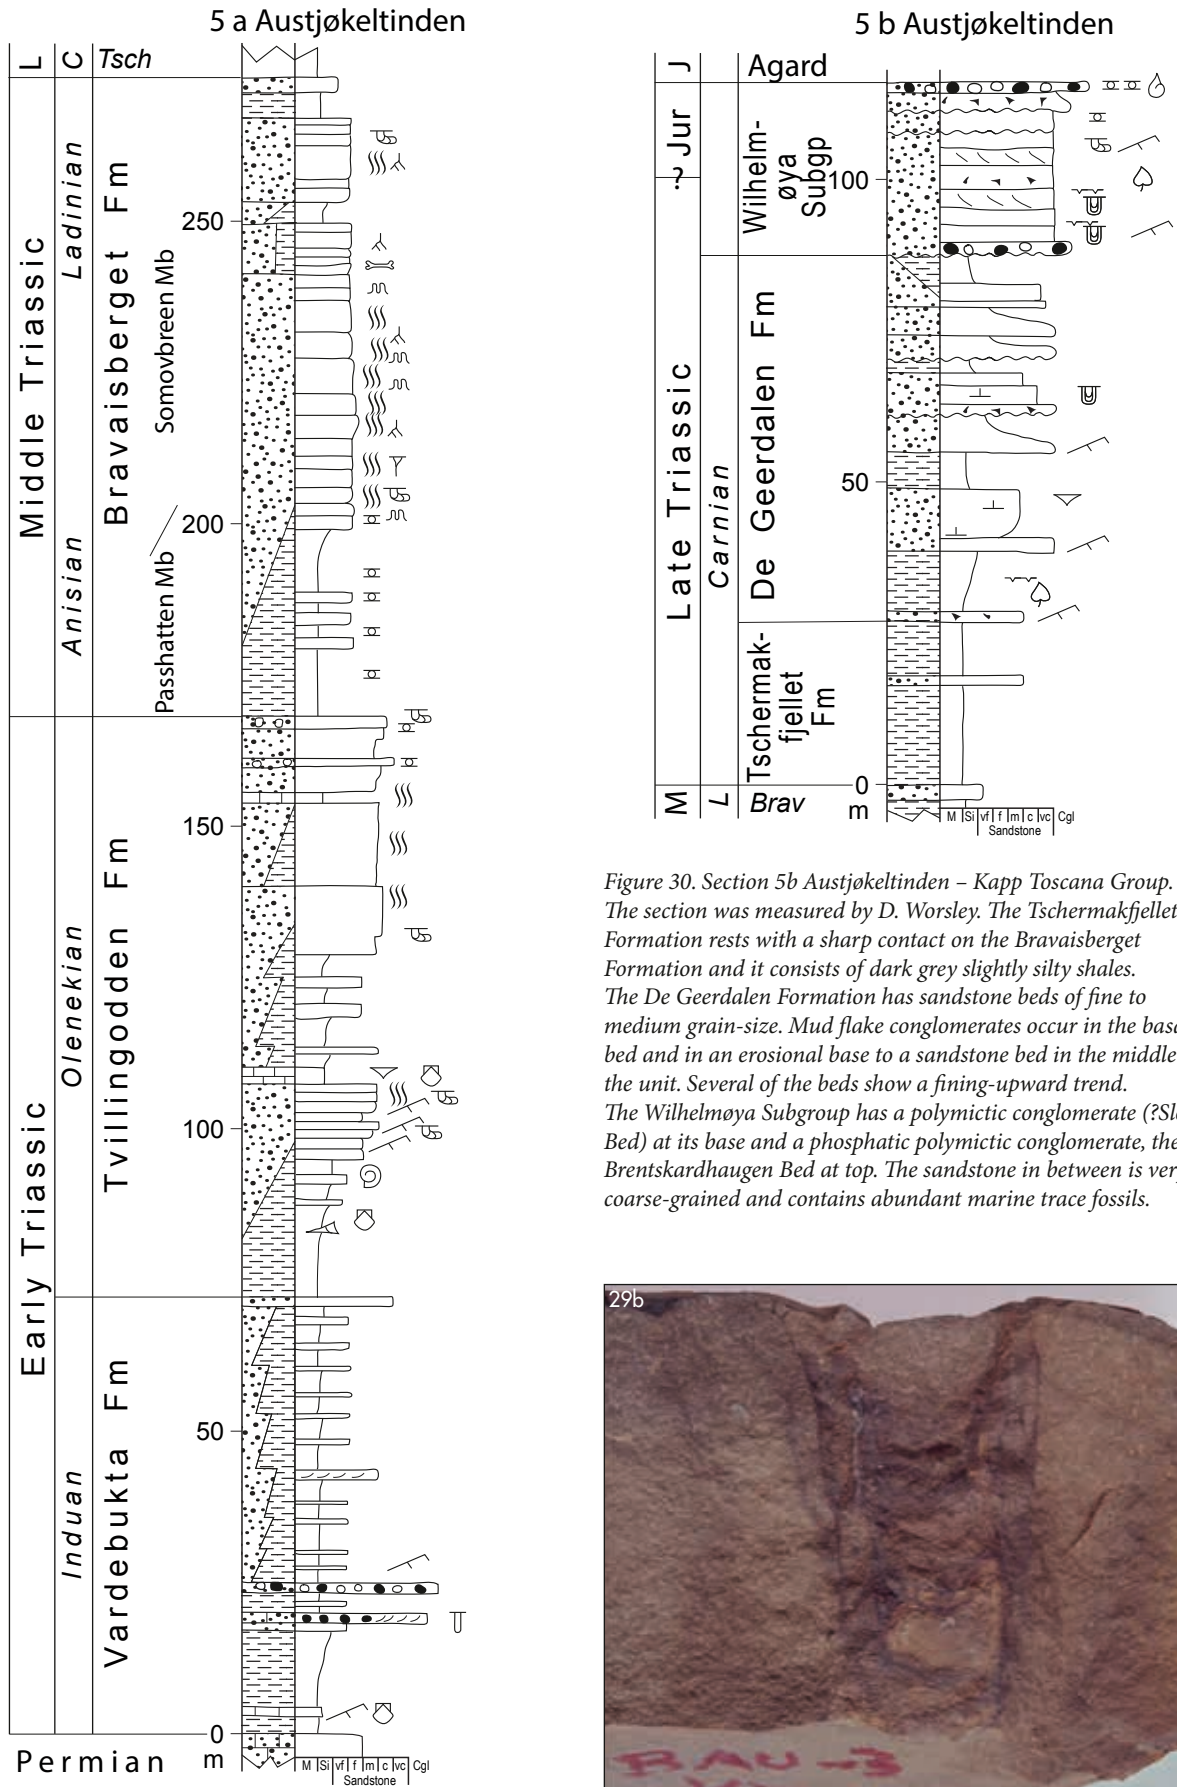 5 a Austjøkeltinden
L C Tsch
Middle Triassic
Ladinian
Anisian
Bravaisberget Fm
Somovbreen Mb
Passhatten Mb
250
200
Early Triassic
Olenekian
Tvillingodden Fm
150
100
Induan
Vardebukta Fm
50
0
m
Permian
M Si vf f m c vc Cgl
Sandstone
5 b Austjøkeltinden
J Agard
? Jur
Wilhelm-
øya
Subgp
100
Late Triassic
Carnian
De Geerdalen Fm
50
Tschermak-
fjellet
Fm
M L Brav
0
m
M Si vf f m c vc Cgl
Sandstone
Figure 30. Section 5b Austjøkeltinden – Kapp Toscana Group.
The section was measured by D. Worsley. The Tschermakfjellet
Formation rests with a sharp contact on the Bravaisberget
Formation and it consists of dark grey slightly silty shales.
The De Geerdalen Formation has sandstone beds of fine to
medium grain-size. Mud flake conglomerates occur in the base
bed and in an erosional base to a sandstone bed in the middle
the unit. Several of the beds show a fining-upward trend.
The Wilhelmøya Subgroup has a polymictic conglomerate (?Sl
Bed) at its base and a phosphatic polymictic conglomerate, the
Brentskardhaugen Bed at top. The sandstone in between is ver
coarse-grained and contains abundant marine trace fossils.
29b